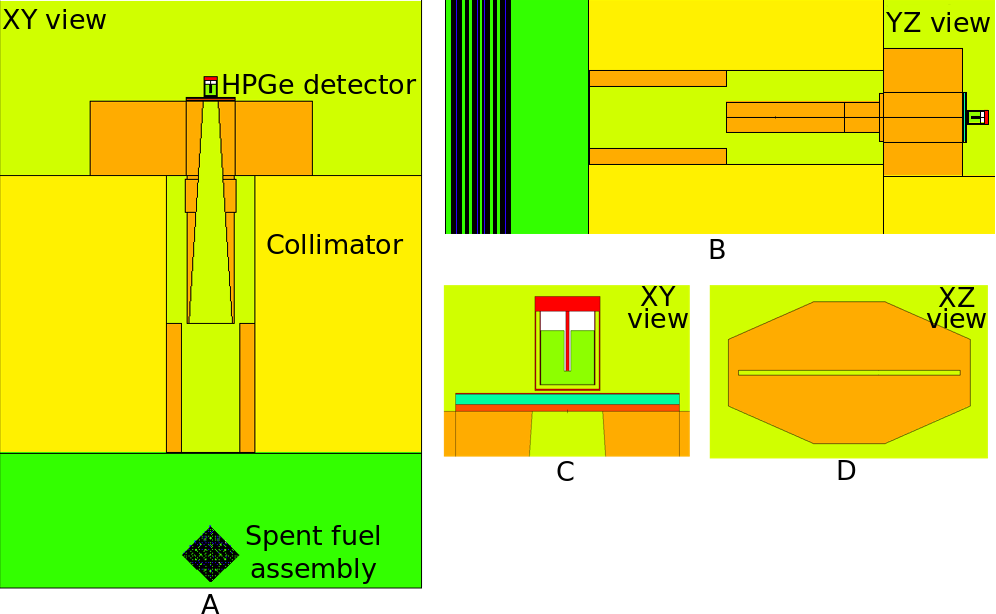 XY view
HPGe detector
Collimator
Spent fuel
assembly
A
YZ view
B
XY
view
C
XZ
view
D